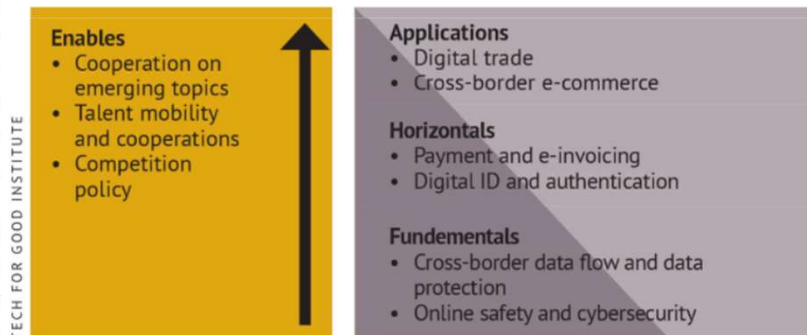 TECH FOR GOOD INSTITUTE
Enables
• Cooperation on
emerging topics
• Talent mobility
and cooperations
• Competition
policy
Applications
• Digital trade
• Cross-border e-commerce
Horizontals
• Payment and e-invoicing
• Digital ID and authentication
Fundementals
• Cross-border data flow and data
protection
• Online safety and cybersecurity